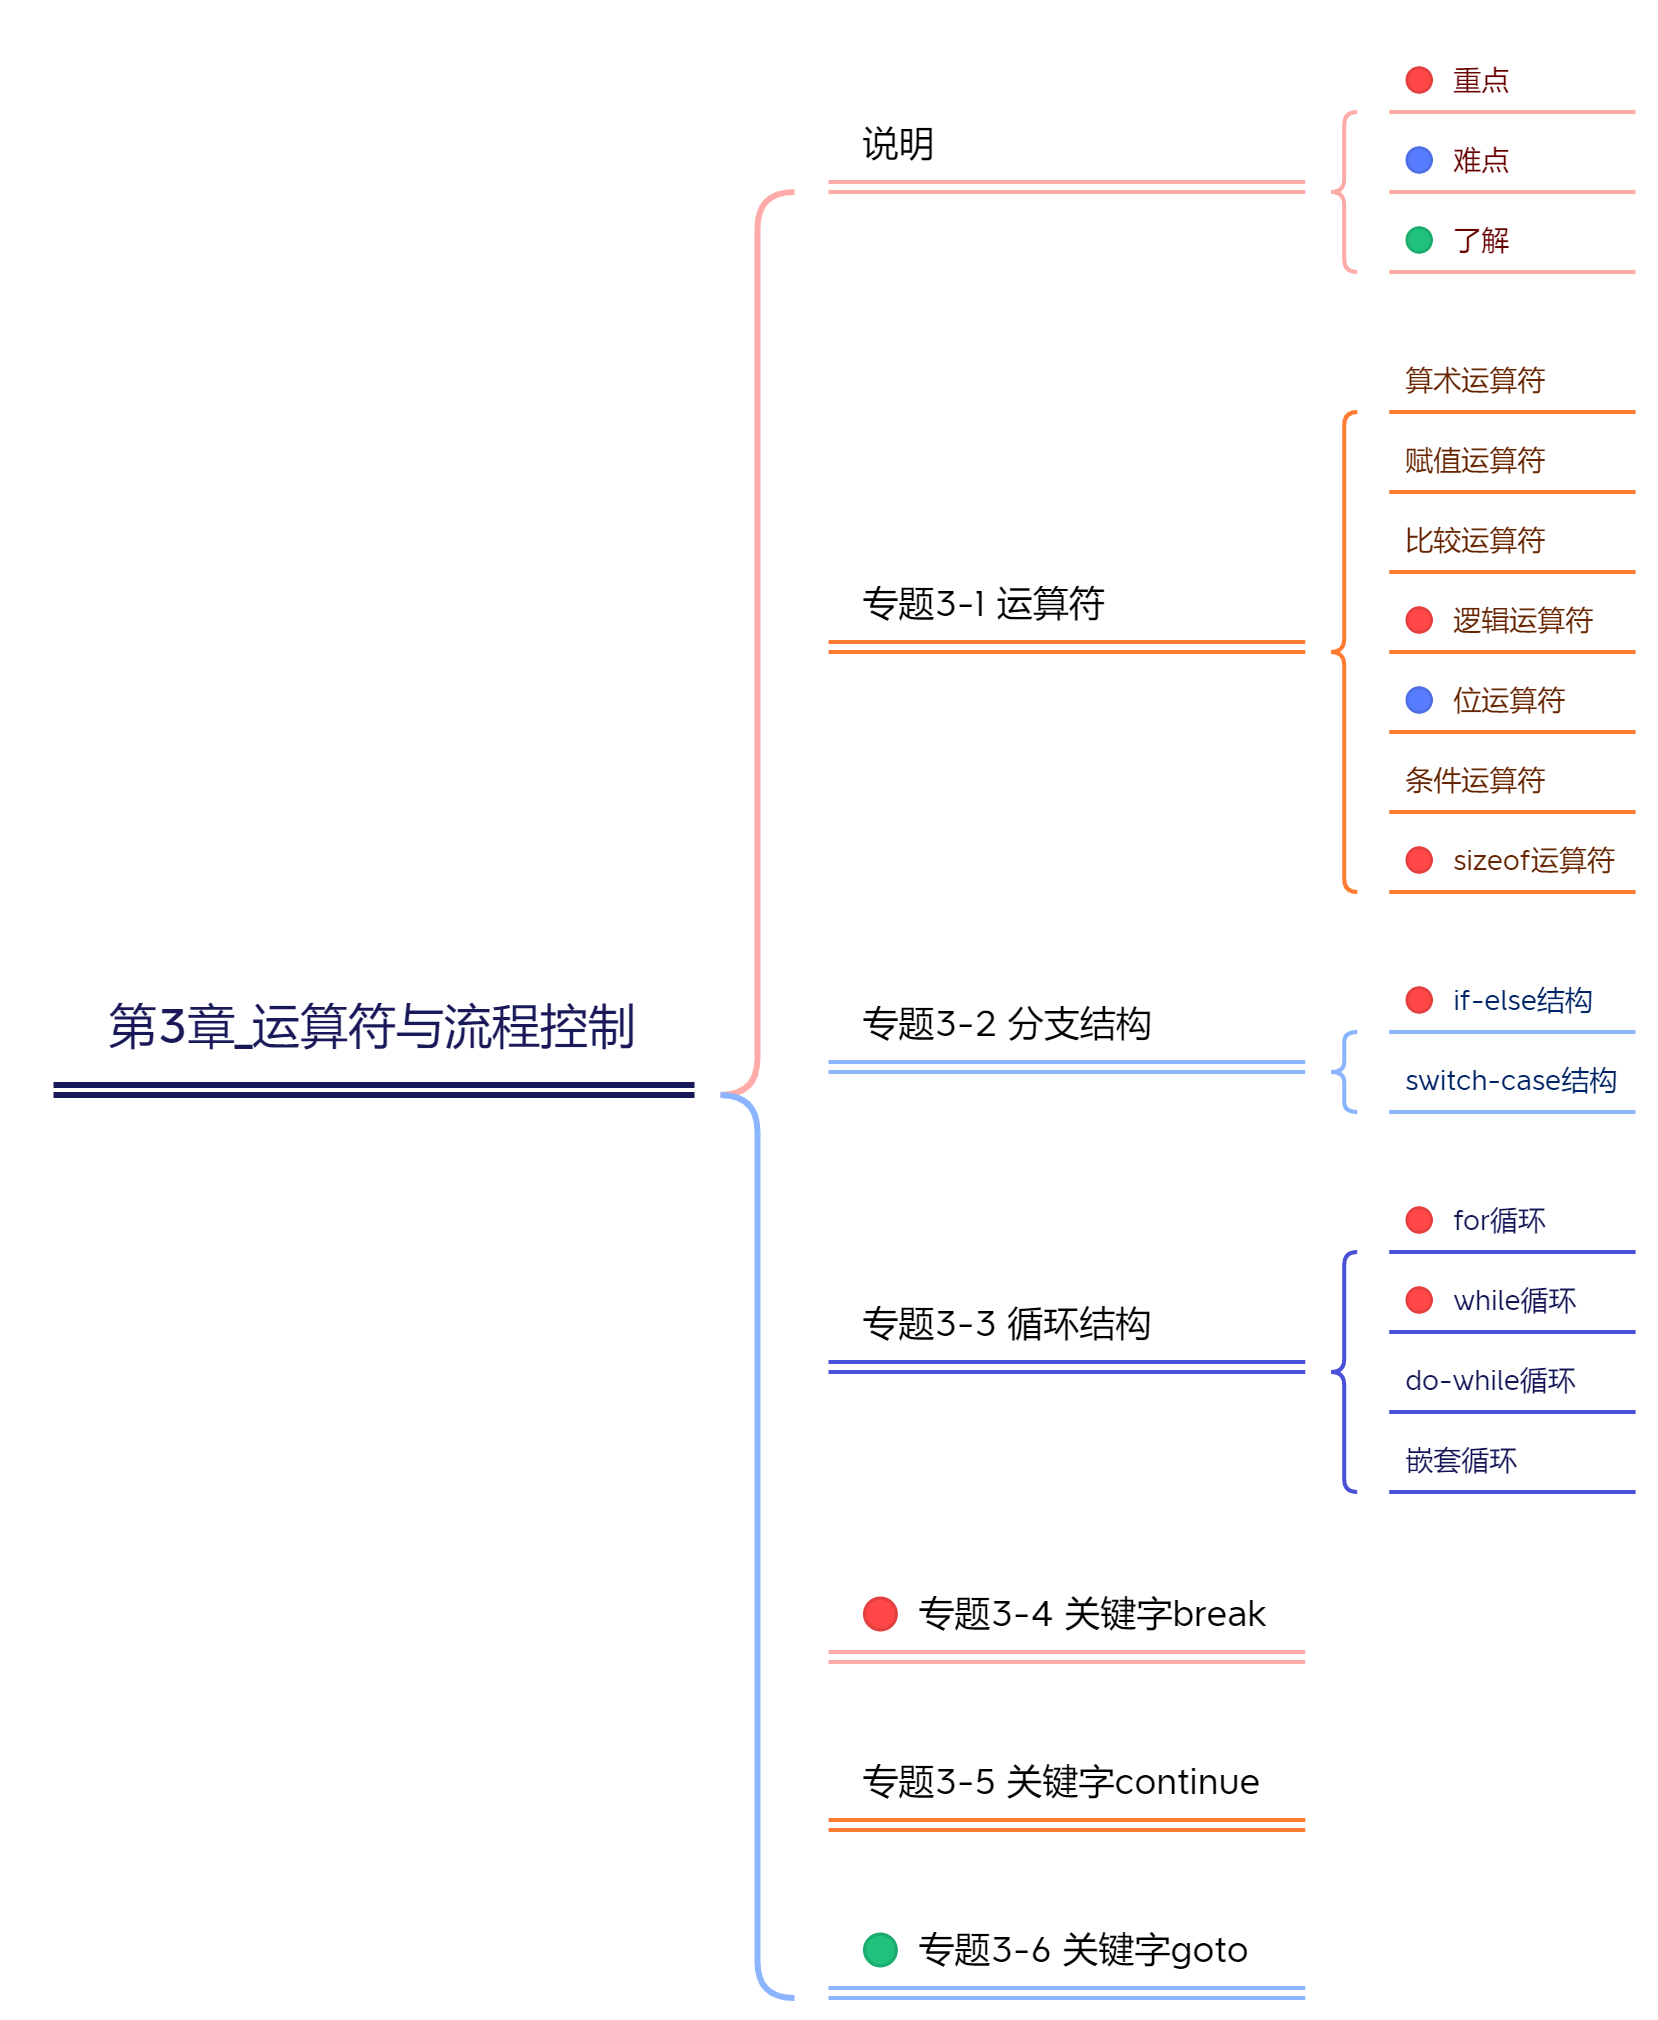 第3章_运算符与流程控制
说明
重点
难点
了解
专题3-1 运算符
算术运算符
赋值运算符
比较运算符
逻辑运算符
位运算符
条件运算符
sizeof运算符
专题3-2 分支结构
if-else结构
switch-case结构
专题3-3 循环结构
for循环
while循环
do-while循环
嵌套循环
专题3-4 关键字break
专题3-5 关键字continue
专题3-6 关键字goto